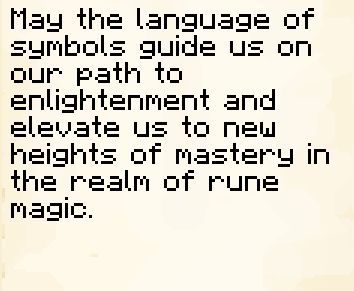 May the language of
symbols guide us on
our path to
enlightenment and
elevate us to new
heights of mastery in
the realm of rune
magic.